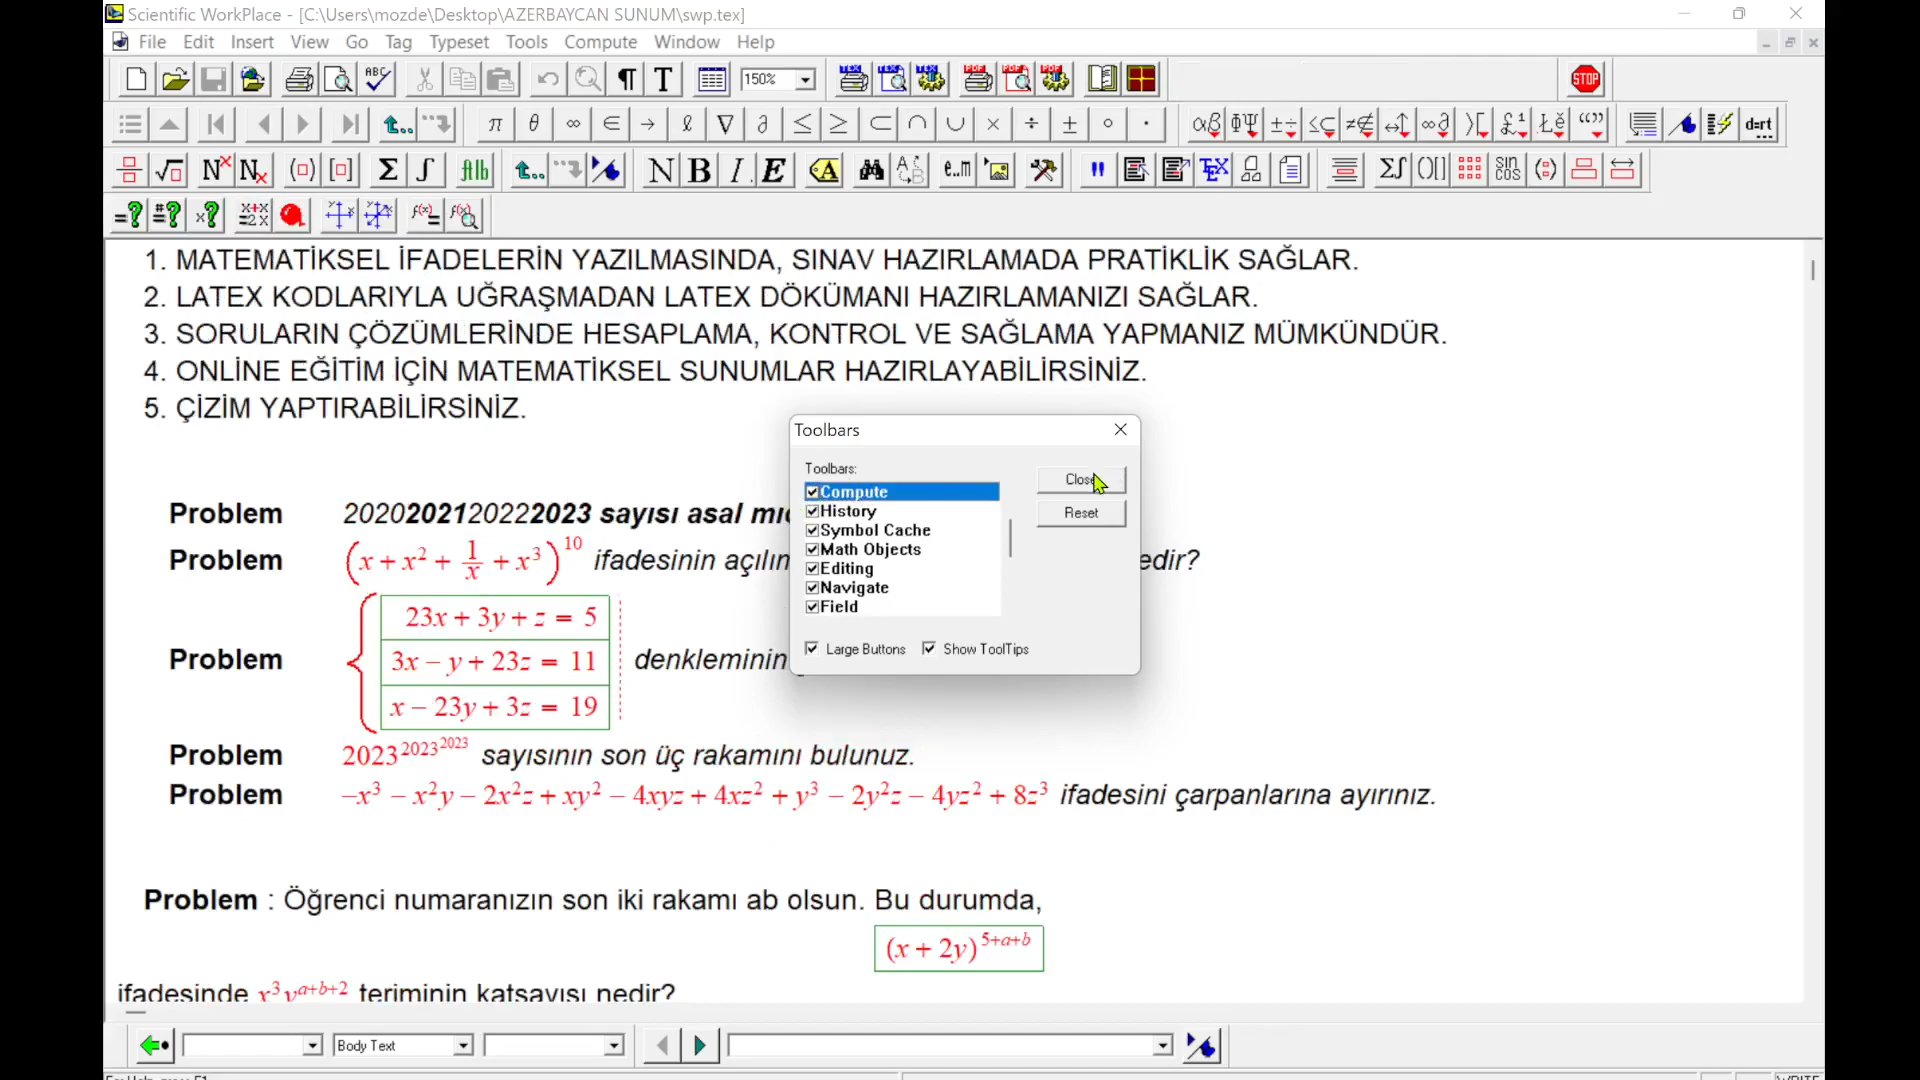 Scientific WorkPlace - [C:\Users\mozde\Desktop\AZERBAYCAN SUNUM\swp.tex]
File Edit Insert View Go Tag Typeset Tools Compute Window Help
150%
STOP
1. MATEMATİKSEL İFADELERİN YAZILMASINDA, SINAV HAZIRLAMADA PRATİKLİK SAĞLAR.
2. LATEX KODLARIYLA UĞRAŞMADAN LATEX DÖKÜMANI HAZIRLAMANIZI SAĞLAR.
3. SORULARIN ÇÖZÜMLERİNDE HESAPLAMA, KONTROL VE SAĞLAMA YAPMANIZ MÜMKÜNDÜR.
4. ONLİNE EĞİTİM İÇİN MATEMATİKSEL SUNUMLAR HAZIRLAYABİLİRSİNİZ.
5. ÇİZİM YAPTIRABİLİRSİNİZ.
Toolbars
Toolbars:
Compute
History
Symbol Cache
Math Objects
Editing
Navigate
Field
Close
Reset
Large Buttons Show ToolTips
Problem 2020202120222023 sayısı asal
Problem (x + x² + 1/x + x³)^10 ifadesinin edir?
Problem
23x + 3y + z = 5
3x − y + 23z = 11
x − 23y + 3z = 19
denkleminin
Problem 2023^2023^2023 sayısının son üç rakamını bulunuz.
Problem −x³ − x²y − 2x²z + xy² − 4xyz + 4xz² + y³ − 2y²z − 4yz² + 8z³ ifadesini çarpanlarına ayırınız.
Problem : Öğrenci numaranızın son iki rakamı ab olsun. Bu durumda,
(x + 2y)^5+a+b
ifadesinde x³y^a+b+2 teriminin katsayısı nedir?
Body Text